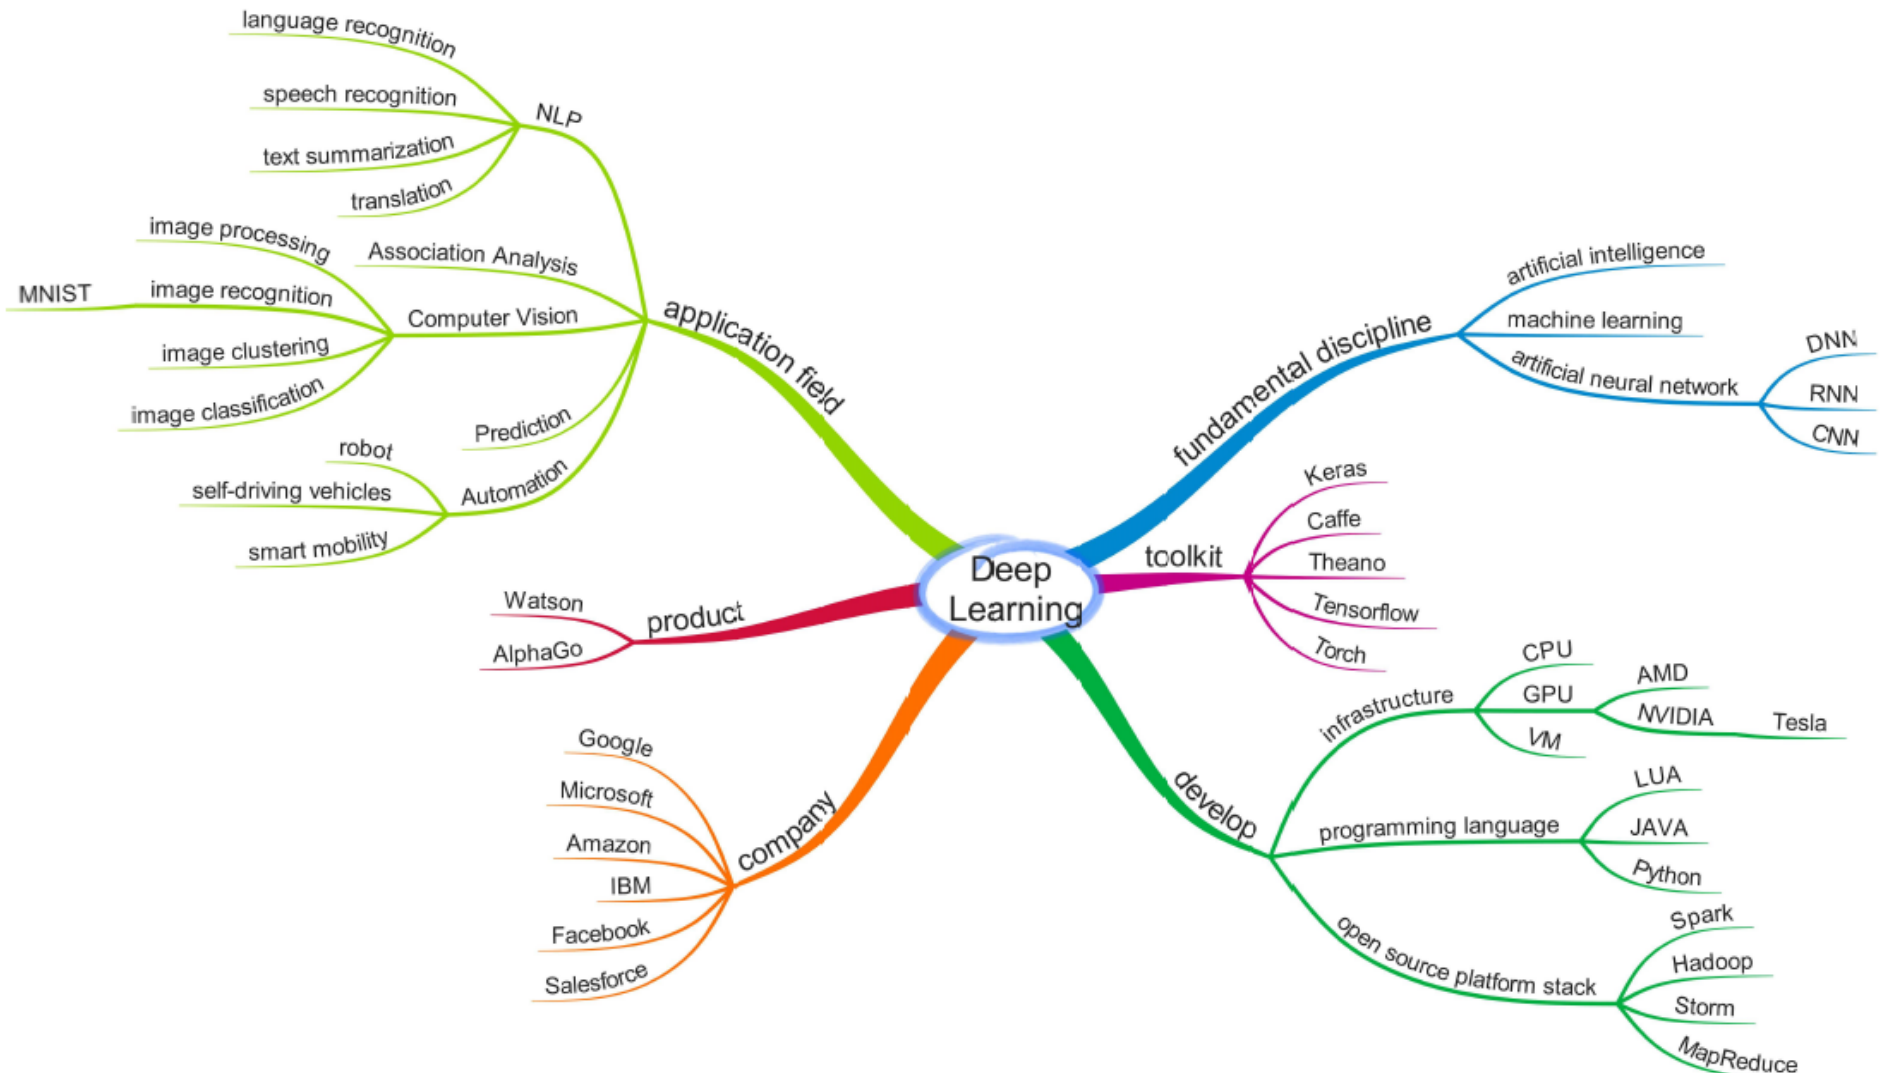 Deep
Learning
application field
NLP
language recognition
speech recognition
text summarization
translation
Association Analysis
Computer Vision
image processing
image recognition
MNIST
image clustering
image classification
Prediction
Automation
robot
self-driving vehicles
smart mobility
product
Watson
AlphaGo
company
Google
Microsoft
Amazon
IBM
Facebook
Salesforce
fundamental discipline
artificial intelligence
machine learning
artificial neural network
DNN
RNN
CNN
toolkit
Keras
Caffe
Theano
Tensorflow
Torch
develop
infrastructure
CPU
GPU
AMD
NVIDIA
Tesla
VM
programming language
LUA
JAVA
Python
open source platform stack
Spark
Hadoop
Storm
MapReduce